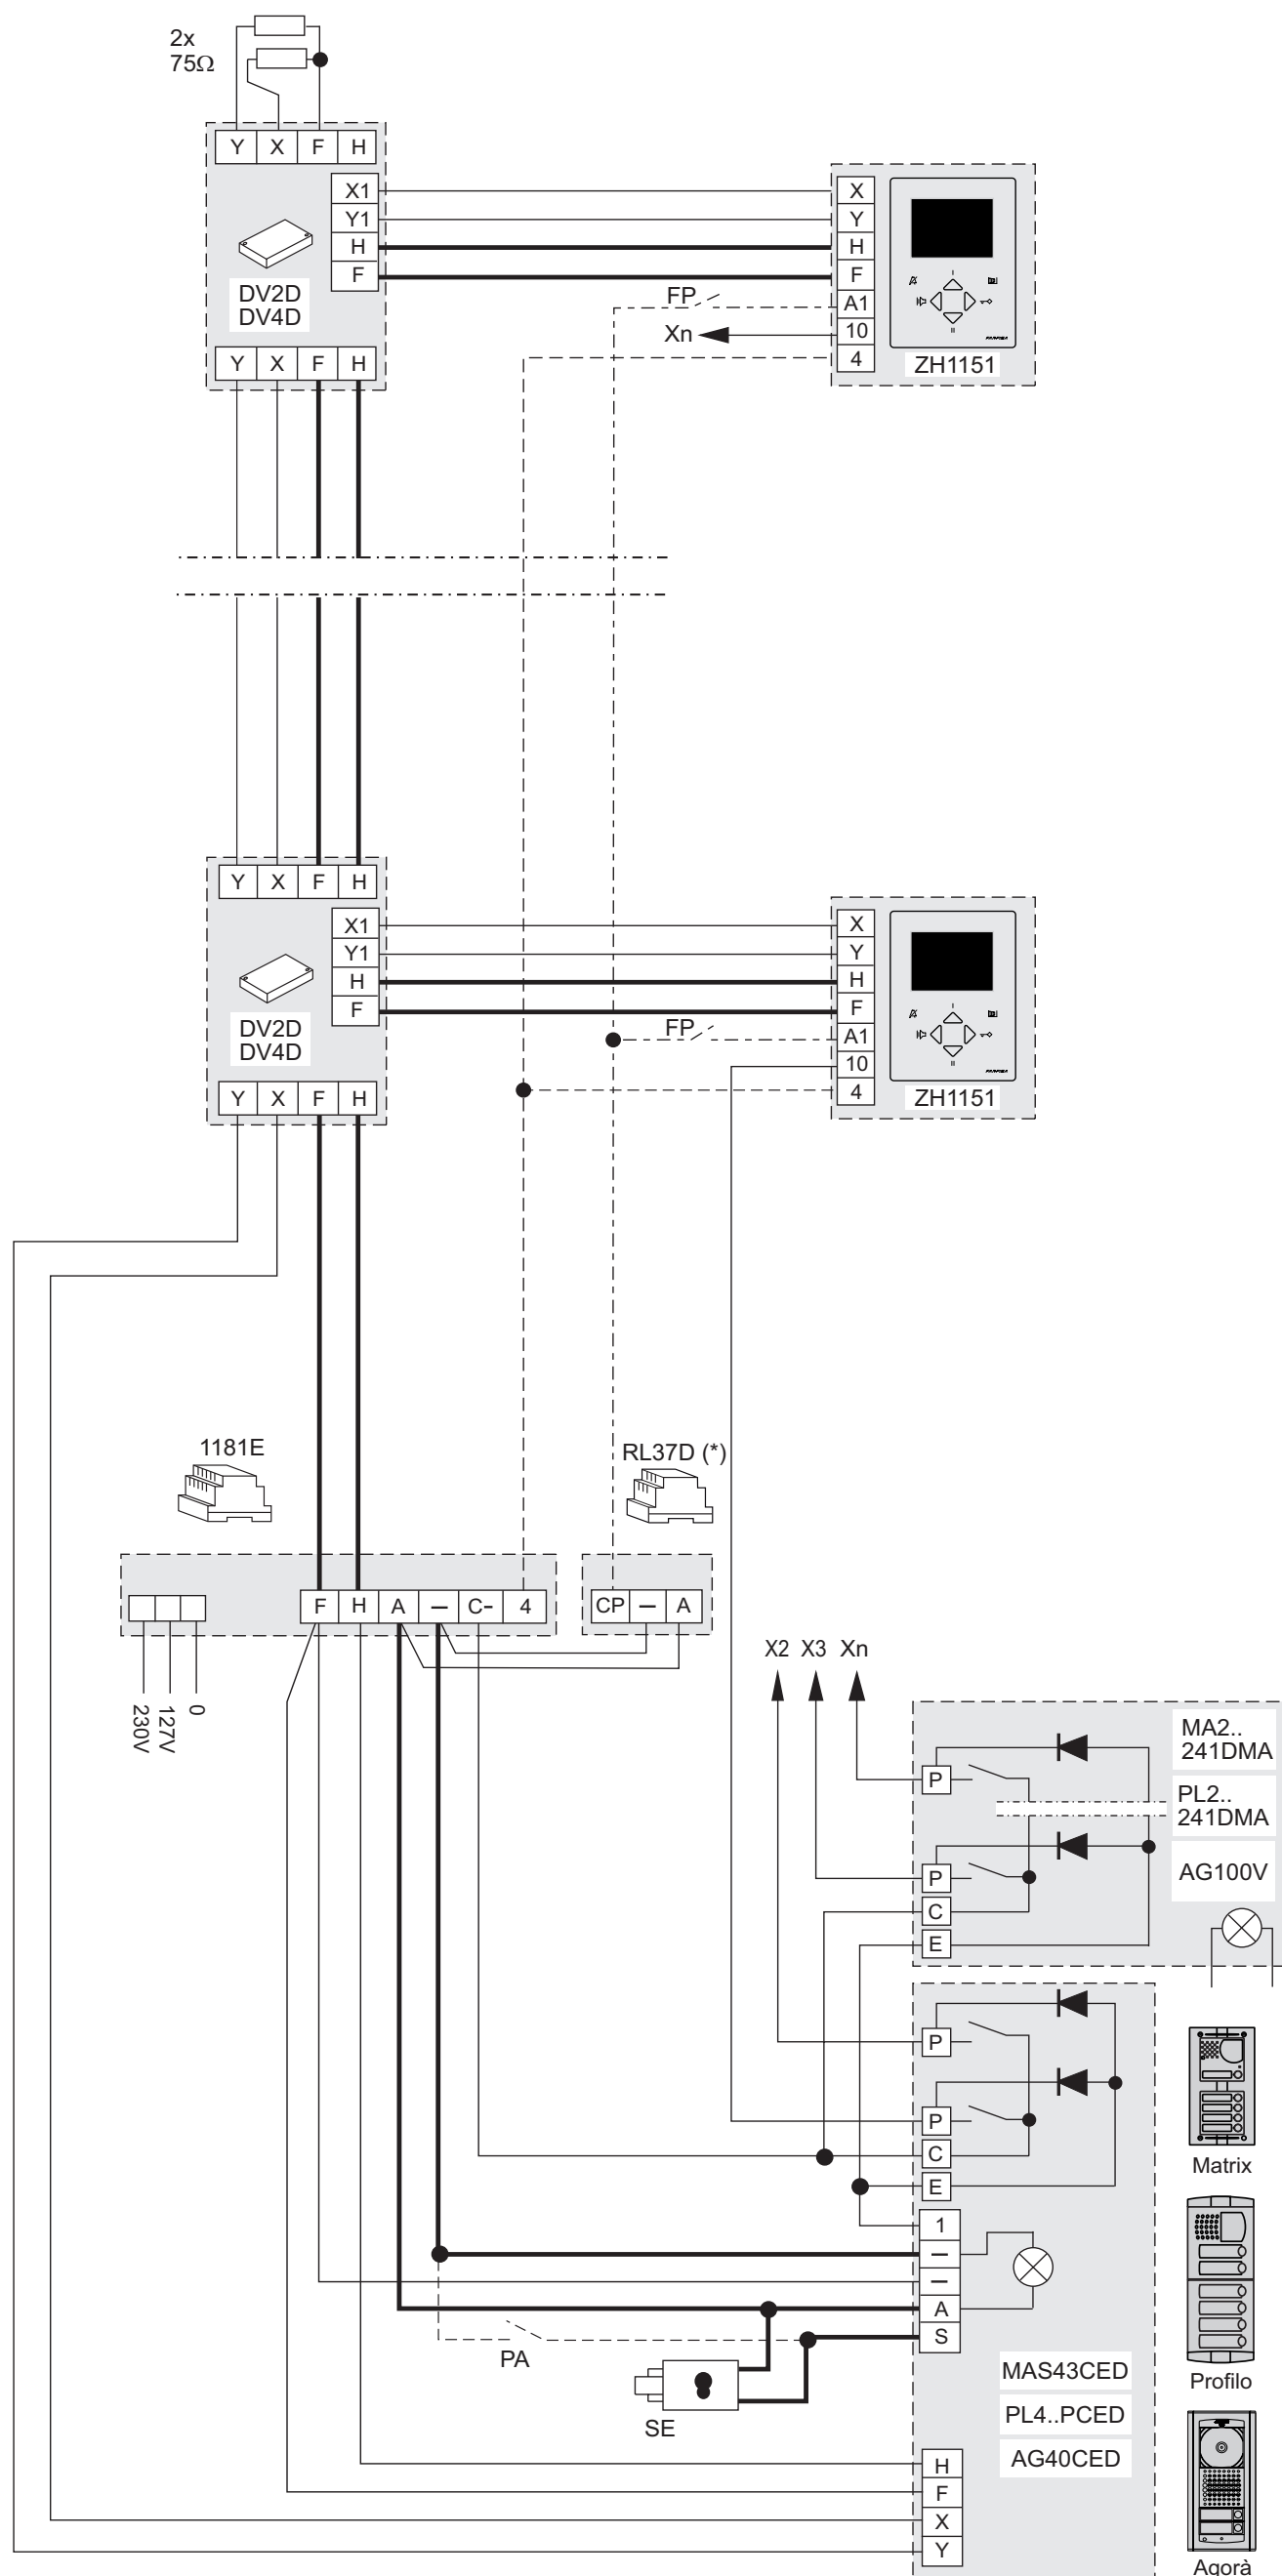 2x
75Ω
Y X F H
X1
Y1
H
F
DV2D
DV4D
Y X F H
X
Y
H
F
A1
10
4
ZH1151
FP
Xn
Y X F H
X1
Y1
H
F
DV2D
DV4D
Y X F H
X
Y
H
F
A1
10
4
ZH1151
FP
1181E
RL37D (*)
F H A – C- 4
CP – A
230V
127V
0
X2 X3 Xn
P
P
C
E
MA2..
241DMA
PL2..
241DMA
AG100V
P
P
C
E
1
–
–
A
S
PA
SE
MAS43CED
PL4..PCED
AG40CED
H
F
X
Y
Matrix
Profilo
Agorà